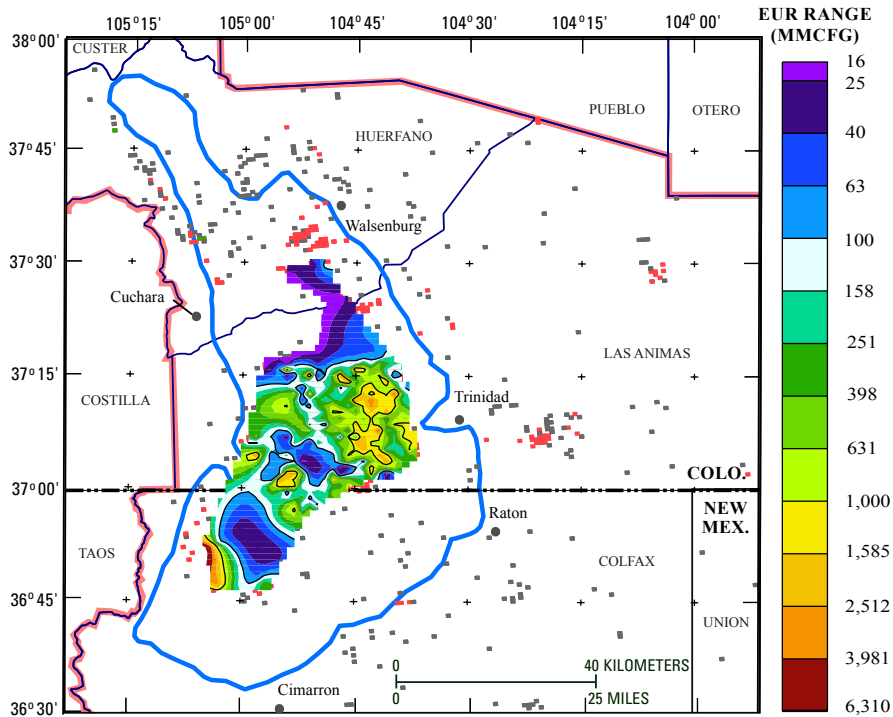 105°15' 105°00' 104°45' 104°30' 104°15' 104°00'
EUR RANGE
(MMCFG)
38°00'
37°45'
37°30'
37°15'
37°00'
36°45'
36°30'
CUSTER
PUEBLO
OTERO
HUERFANO
Walsenburg
Cuchara
LAS ANIMAS
COSTILLA
Trinidad
COLO.
NEW
MEX.
Raton
TAOS
COLFAX
UNION
Cimarron
0 40 KILOMETERS
0 25 MILES
16
25
40
63
100
158
251
398
631
1,000
1,585
2,512
3,981
6,310